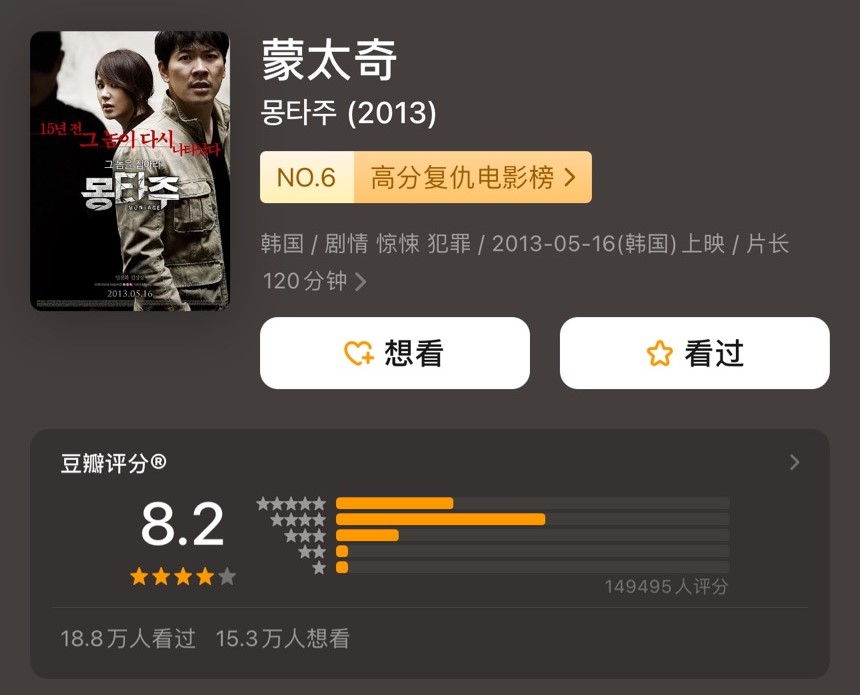 15년 전
그 놈이 다시
나타났다
그 놈을 잡아라
몽타주
MONTAGE
2013.05.16
蒙太奇
몽타주 (2013)
NO.6 高分复仇电影榜
韩国 / 剧情 惊悚 犯罪 / 2013-05-16(韩国)上映 / 片长
120分钟
想看 看过
豆瓣评分®
8.2
149495人评分
18.8万人看过 15.3万人想看